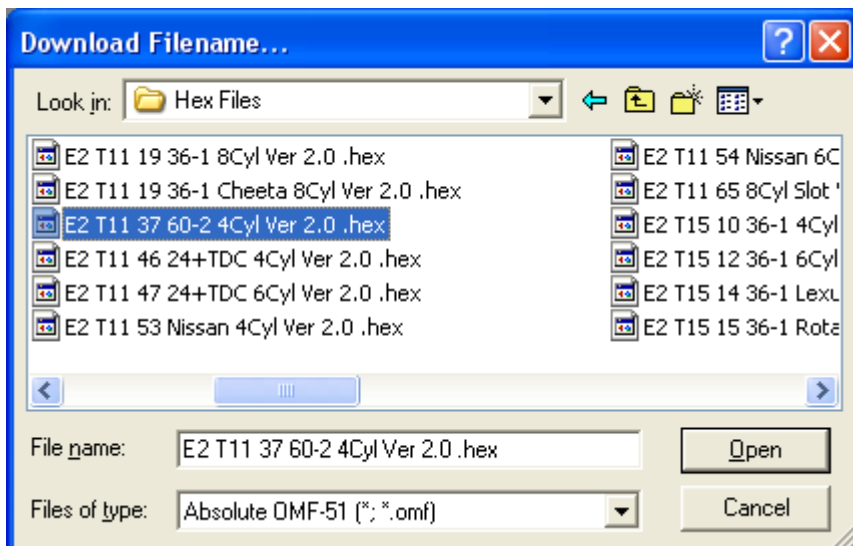 Download Filename...
Look in: Hex Files
E2 T11 19 36-1 8Cyl Ver 2.0 .hex
E2 T11 19 36-1 Cheeta 8Cyl Ver 2.0 .hex
E2 T11 37 60-2 4Cyl Ver 2.0 .hex
E2 T11 46 24+TDC 4Cyl Ver 2.0 .hex
E2 T11 47 24+TDC 6Cyl Ver 2.0 .hex
E2 T11 53 Nissan 4Cyl Ver 2.0 .hex
E2 T11 54 Nissan 6C
E2 T11 65 8Cyl Slot
E2 T15 10 36-1 4Cyl
E2 T15 12 36-1 6Cyl
E2 T15 14 36-1 Lexu
E2 T15 15 36-1 Rota
File name: E2 T11 37 60-2 4Cyl Ver 2.0 .hex
Open
Files of type: Absolute OMF-51 (*; *.omf)
Cancel